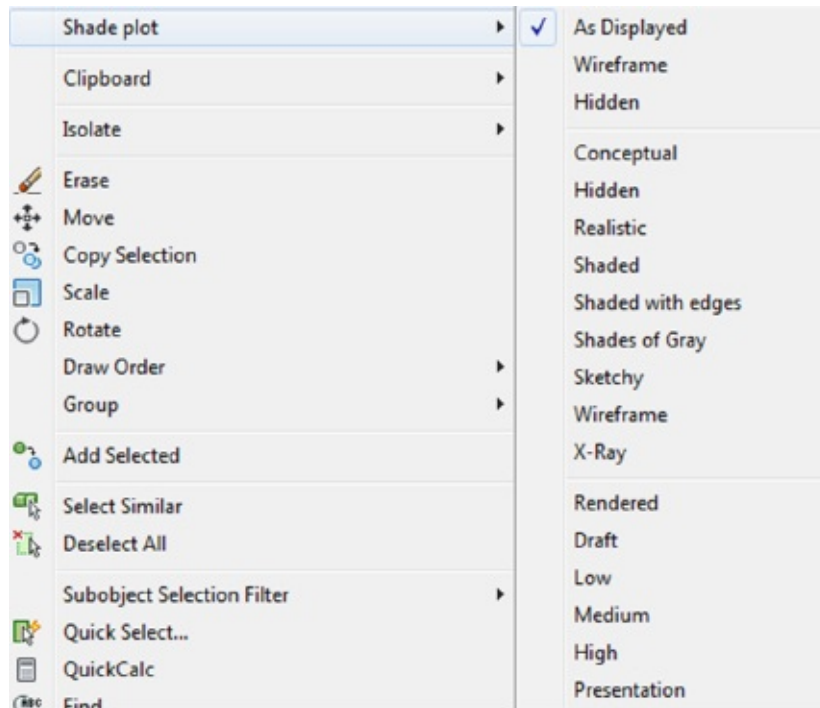 Shade plot
Clipboard
Isolate
Erase
Move
Copy Selection
Scale
Rotate
Draw Order
Group
Add Selected
Select Similar
Deselect All
Subobject Selection Filter
Quick Select...
QuickCalc
ABC
Find
As Displayed
Wireframe
Hidden
Conceptual
Hidden
Realistic
Shaded
Shaded with edges
Shades of Gray
Sketchy
Wireframe
X-Ray
Rendered
Draft
Low
Medium
High
Presentation